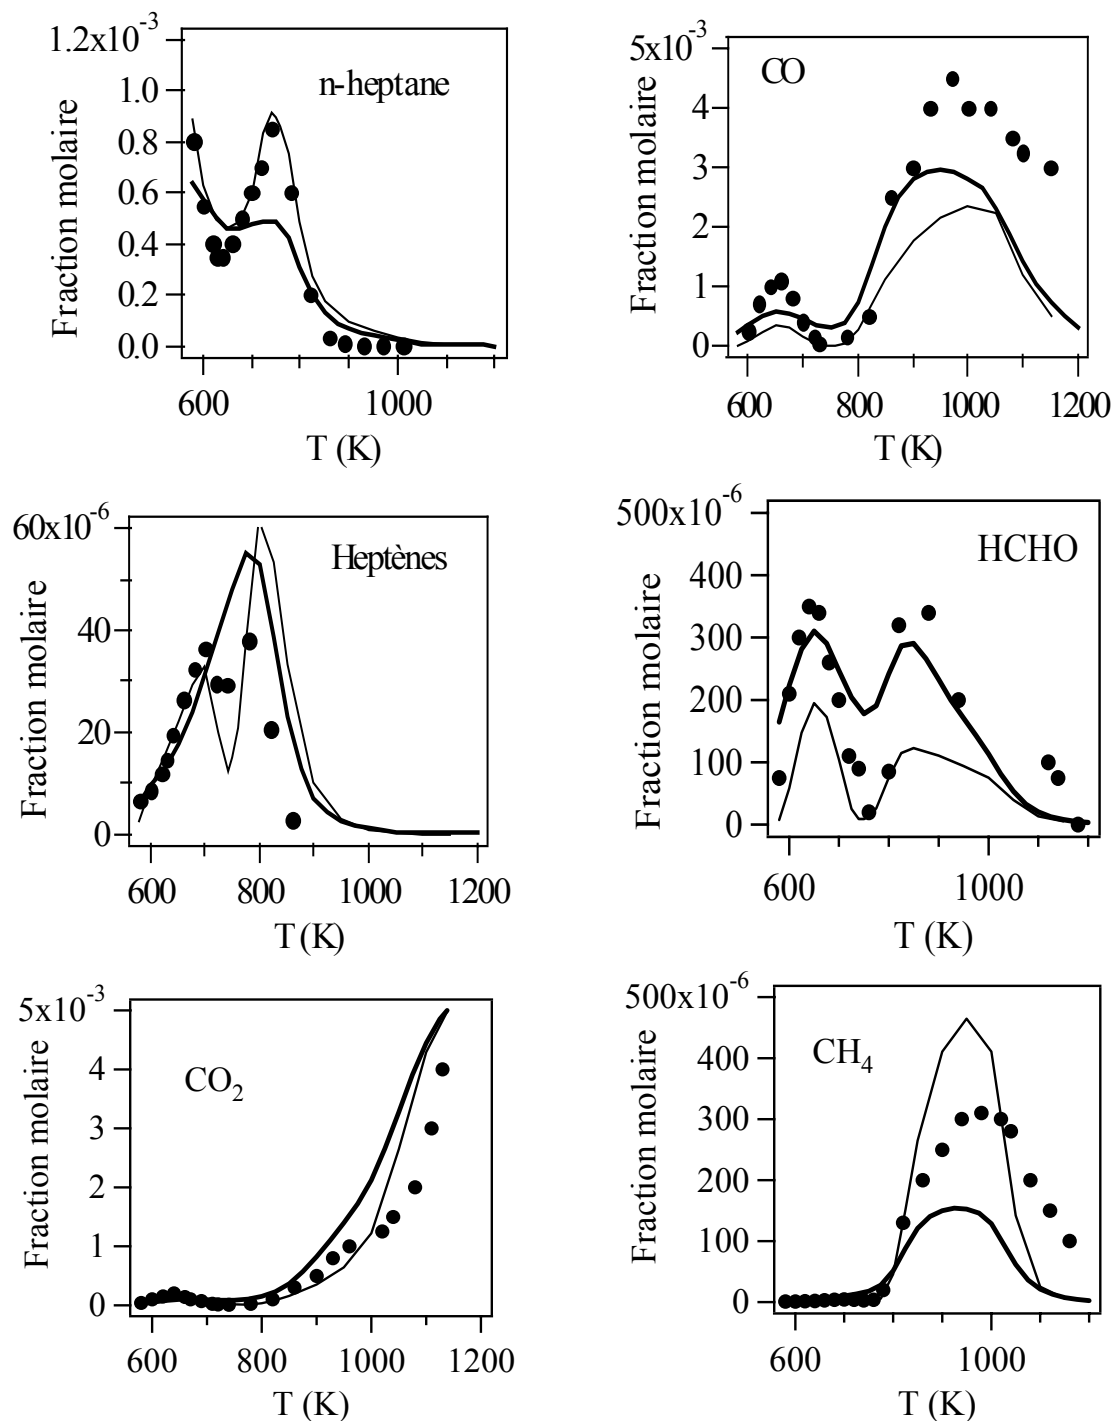 1.2x10⁻³
1.0
0.8
0.6
0.4
0.2
0.0
Fraction molaire
n-heptane
600
1000
T (K)
5x10⁻³
4
3
2
1
0
Fraction molaire
CO
600
800
1000
1200
T (K)
60x10⁻⁶
40
20
0
Fraction molaire
Heptènes
600
800
1000
1200
T (K)
500x10⁻⁶
400
300
200
100
0
Fraction molaire
HCHO
600
1000
T (K)
5x10⁻³
4
3
2
1
0
Fraction molaire
CO₂
600
800
1000
1200
T (K)
500x10⁻⁶
400
300
200
100
0
Fraction molaire
CH₄
600
1000
T (K)